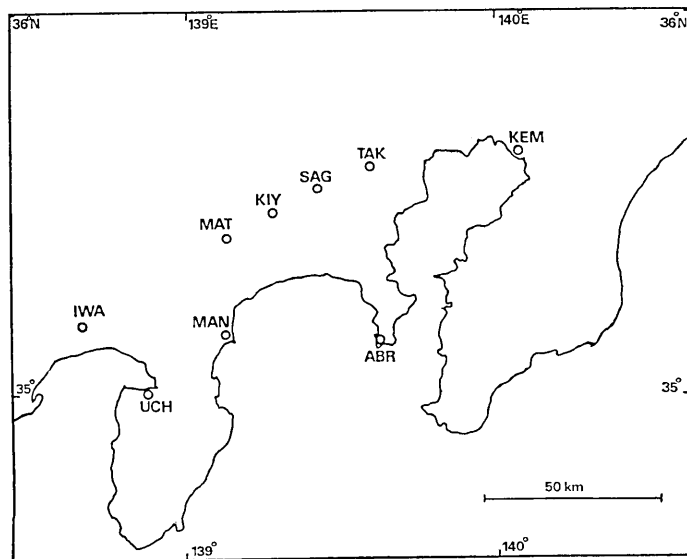 36°N
139°E
140°E
36°N
KEM
TAK
SAG
KIY
MAT
IWA
MAN
ABR
35°
35°
UCH
50 km
139°
140°